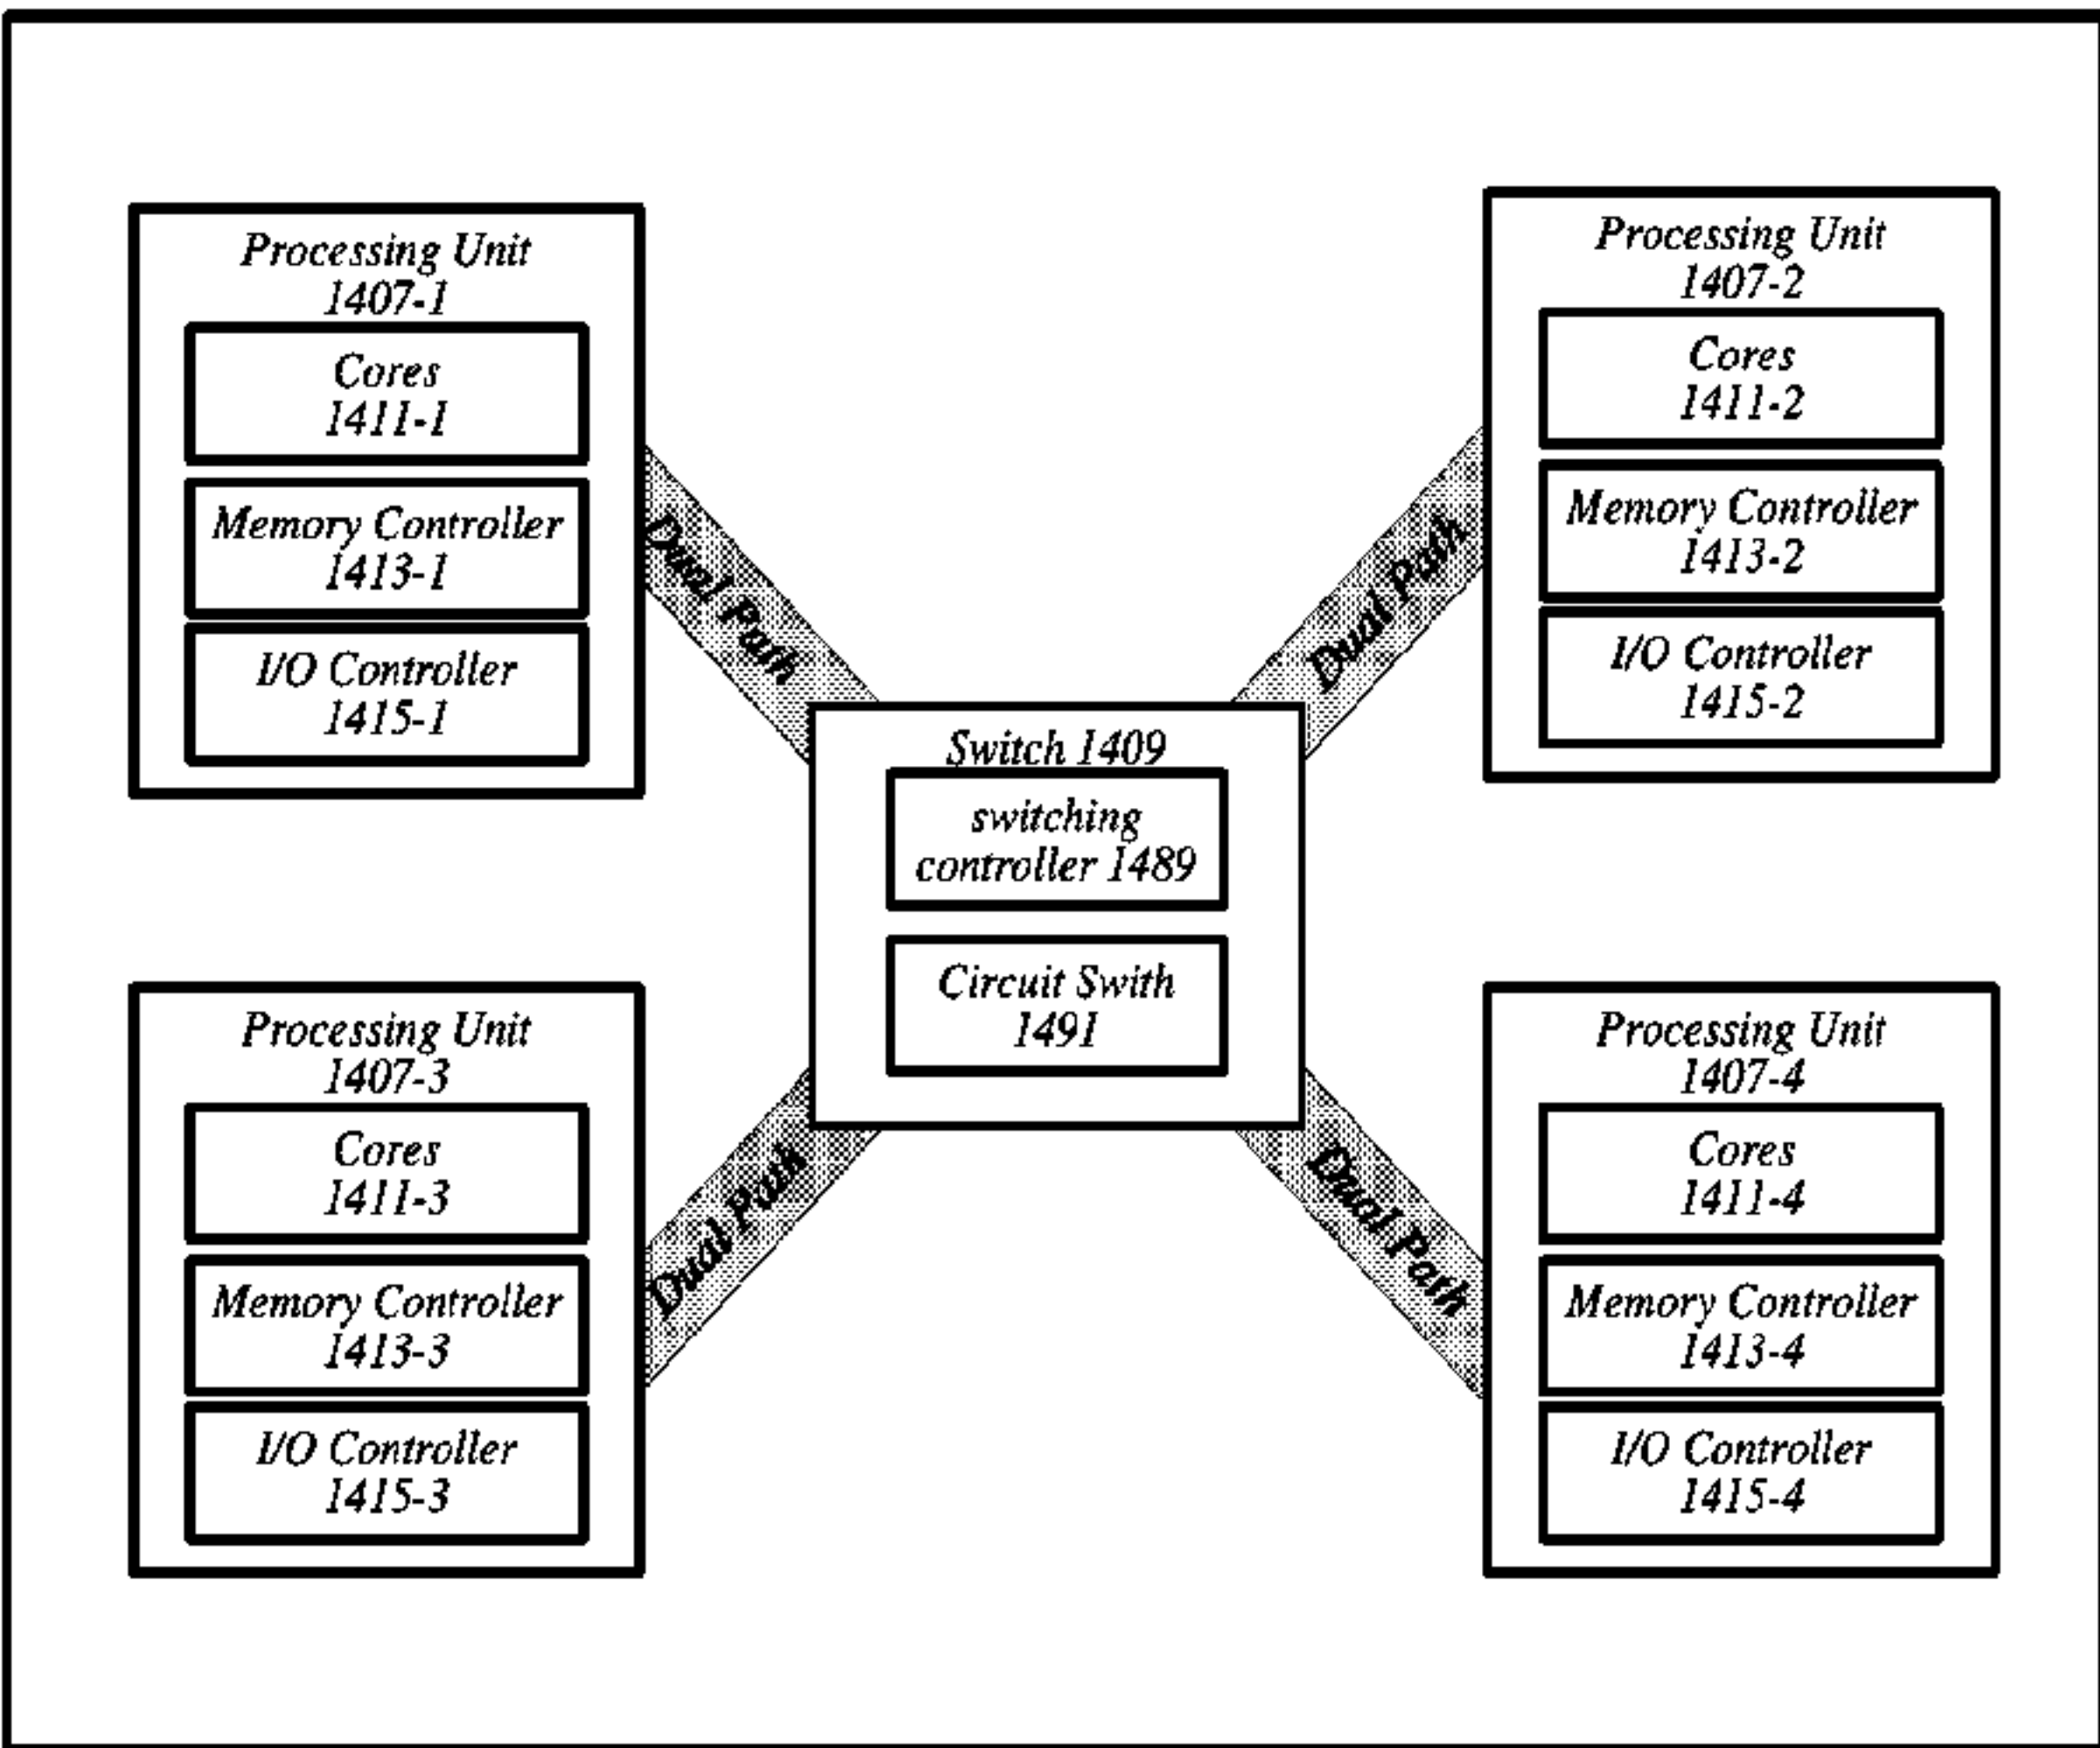 Processing Unit
1407-1
Cores
1411-1
Memory Controller
1413-1
I/O Controller
1415-1
Dual Path
Processing Unit
1407-2
Cores
1411-2
Memory Controller
1413-2
I/O Controller
1415-2
Dual Path
Switch 1409
switching
controller 1489
Circuit Swith
1491
Processing Unit
1407-3
Cores
1411-3
Memory Controller
1413-3
I/O Controller
1415-3
Dual Path
Processing Unit
1407-4
Cores
1411-4
Memory Controller
1413-4
I/O Controller
1415-4
Dual Path